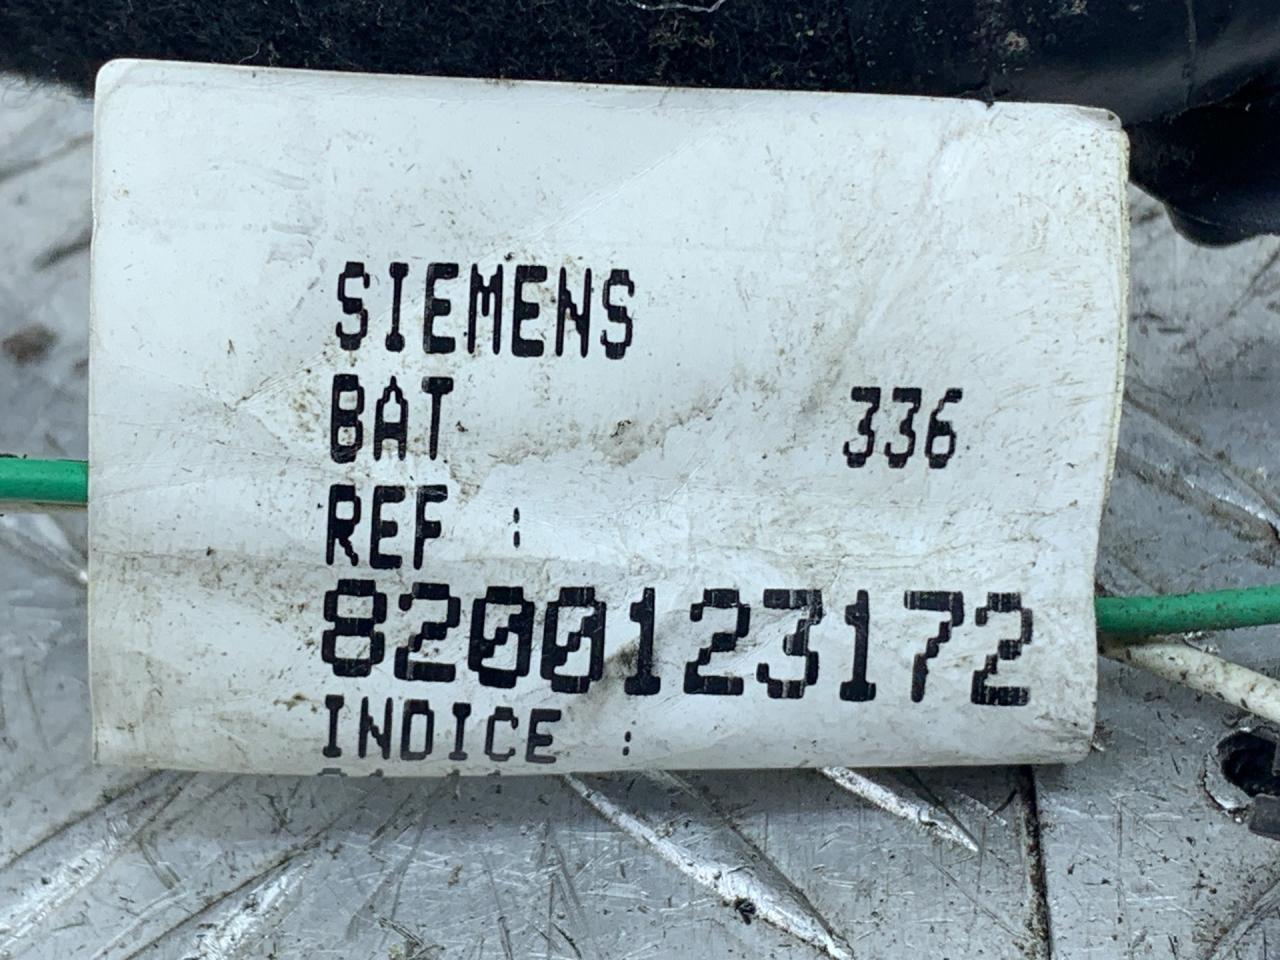 SIEMENS
BAT 336
REF :
8200123172
INDICE :